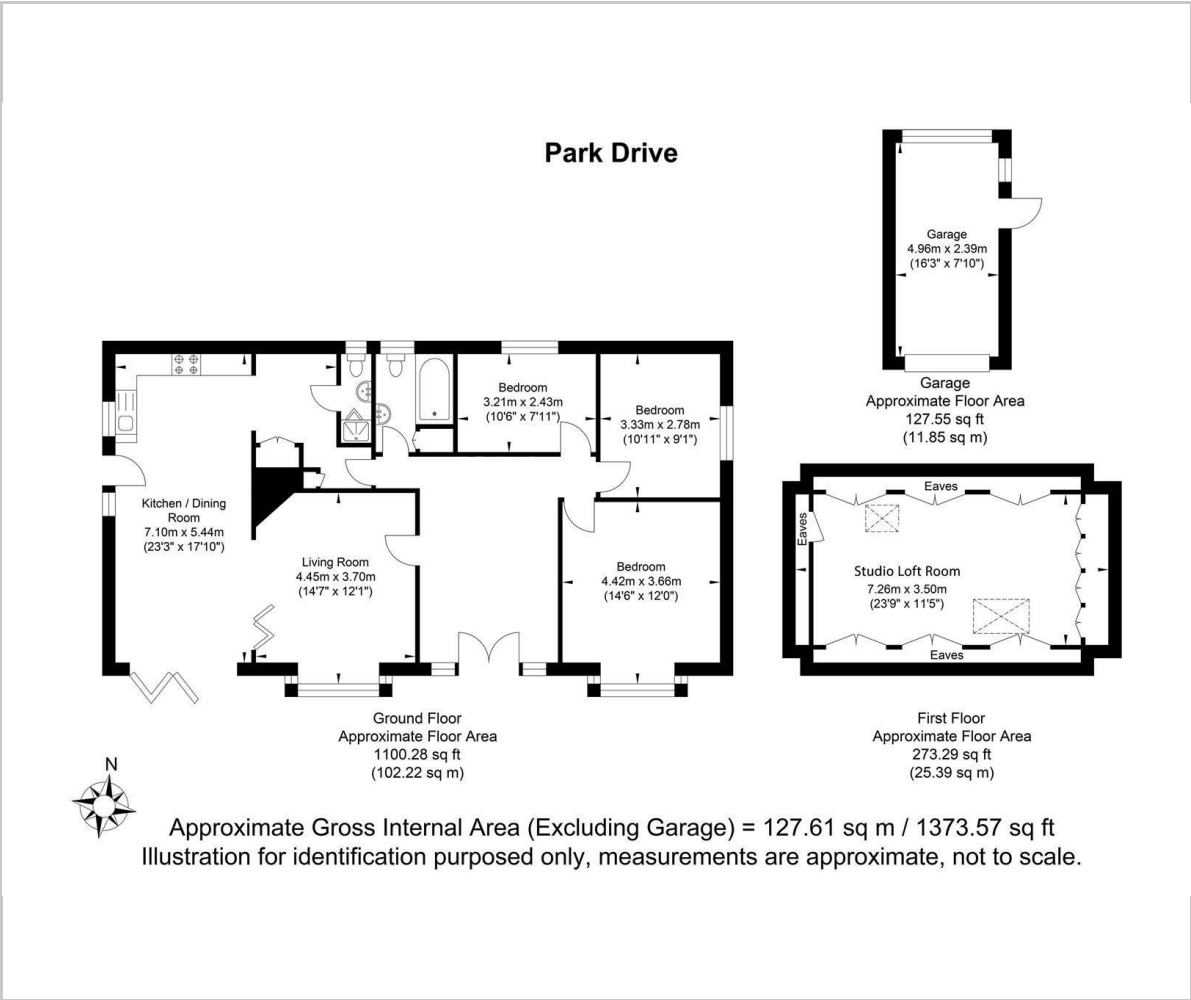 Park Drive
Garage
4.96m x 2.39m
(16'3" x 7'10")
Garage
Approximate Floor Area
127.55 sq ft
(11.85 sq m)
Bedroom
3.21m x 2.43m
(10'6" x 7'11")
Bedroom
3.33m x 2.78m
(10'11" x 9'1")
Kitchen / Dining
Room
7.10m x 5.44m
(23'3" x 17'10")
Living Room
4.45m x 3.70m
(14'7" x 12'1")
Bedroom
4.42m x 3.66m
(14'6" x 12'0")
Eaves
Eaves
Studio Loft Room
7.26m x 3.50m
(23'9" x 11'5")
Eaves
Ground Floor
Approximate Floor Area
1100.28 sq ft
(102.22 sq m)
First Floor
Approximate Floor Area
273.29 sq ft
(25.39 sq m)
N
Approximate Gross Internal Area (Excluding Garage) = 127.61 sq m / 1373.57 sq ft
Illustration for identification purposed only, measurements are approximate, not to scale.